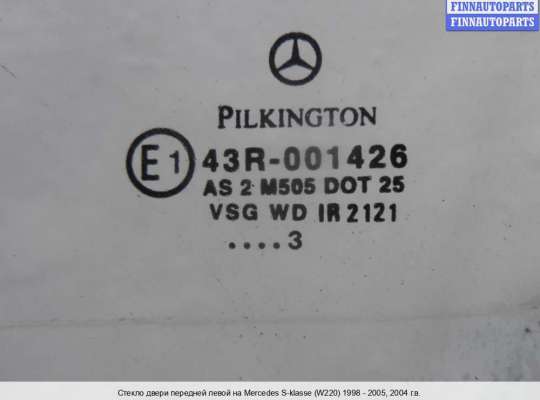 FINNAUTOPARTS
FINNAUTOPARTS
PILKINGTON
E1 43R-001426
AS 2 M505 DOT 25
VSG WD IR 2121
....3
Стекло двери передней левой на Mercedes S-klasse (W220) 1998 - 2005, 2004 г.в.